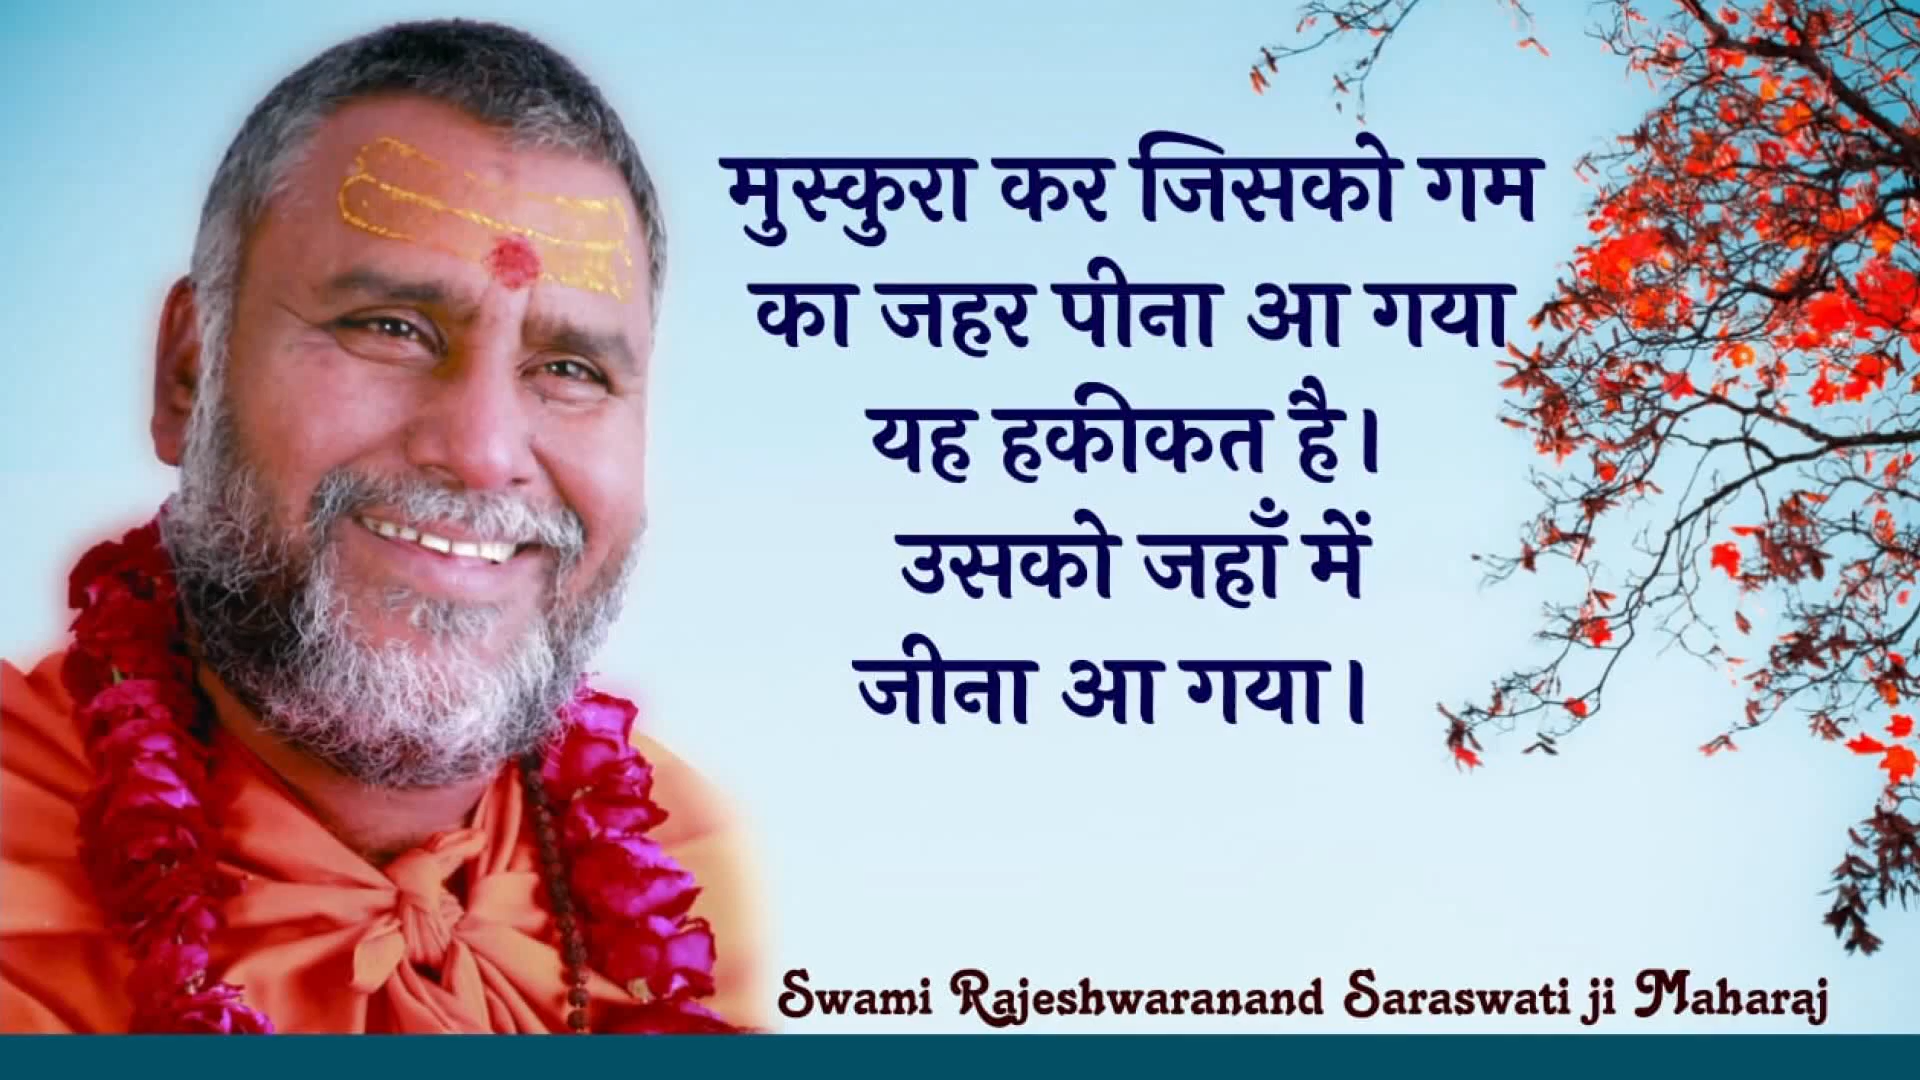 मुस्कुरा कर जिसको गम
का जहर पीना आ गया
यह हकीकत है।
उसको जहाँ में
जीना आ गया।
Swami Rajeshwaranand Saraswati ji Maharaj